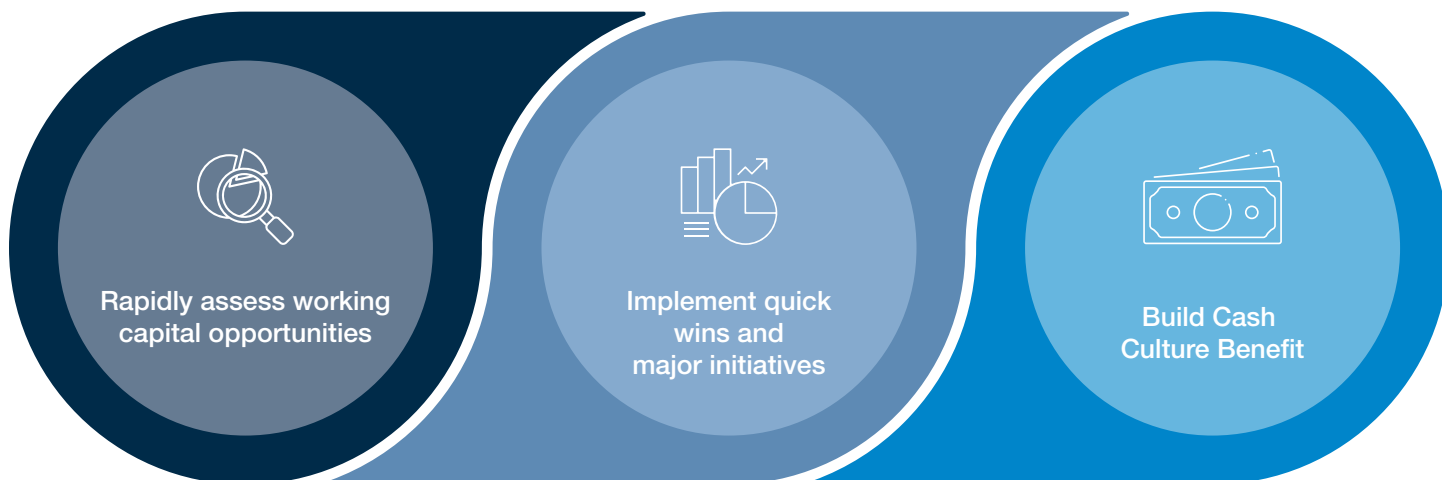 Rapidly assess working
capital opportunities
Implement quick
wins and
major initiatives
Build Cash
Culture Benefit